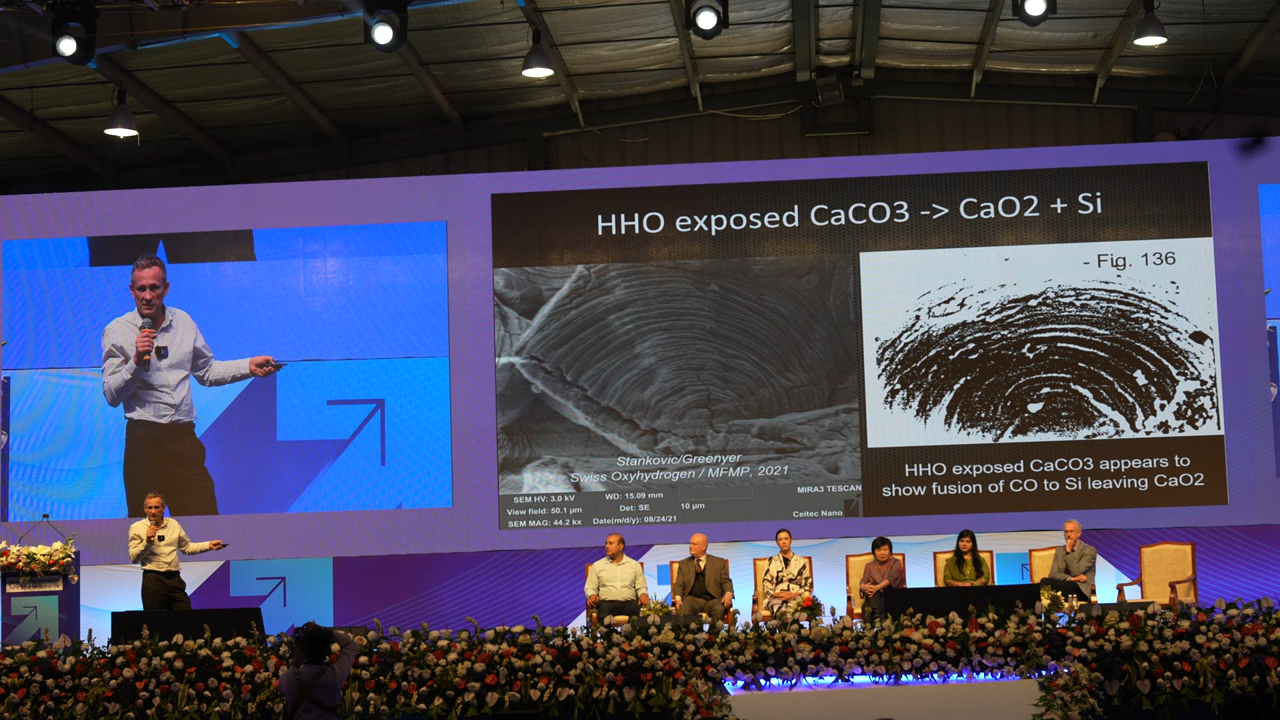 HHO exposed CaCO3 -> CaO2 + Si
- Fig. 136
Stankovic/Greenyer
Swiss Oxyhydrogen / MFMP, 2021
SEM HV: 3.0 kV
WD: 15.09 mm
MIRA3 TESCAN
View field: 50.1 µm
Det: SE
10 µm
SEM MAG: 44.2 kx
Date(m/d/y): 08/24/21
Ceitec Nano
HHO exposed CaCO3 appears to
show fusion of CO to Si leaving CaO2